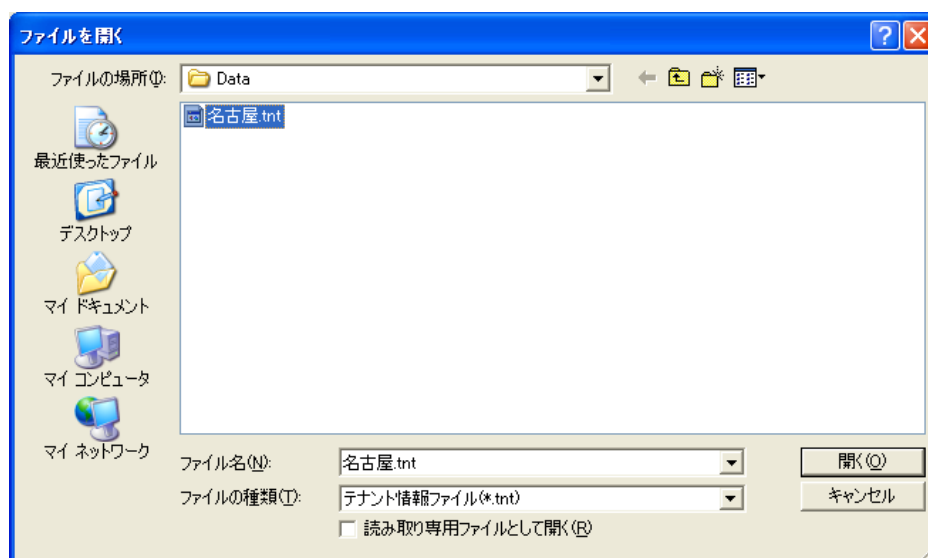 ファイルを開く
ファイルの場所(I):
Data
最近使ったファイル
デスクトップ
マイ ドキュメント
マイ コンピュータ
マイ ネットワーク
名古屋.tnt
ファイル名(N):
名古屋.tnt
開く(O)
ファイルの種類(T):
テナント情報ファイル(*.tnt)
キャンセル
読み取り専用ファイルとして開く(R)